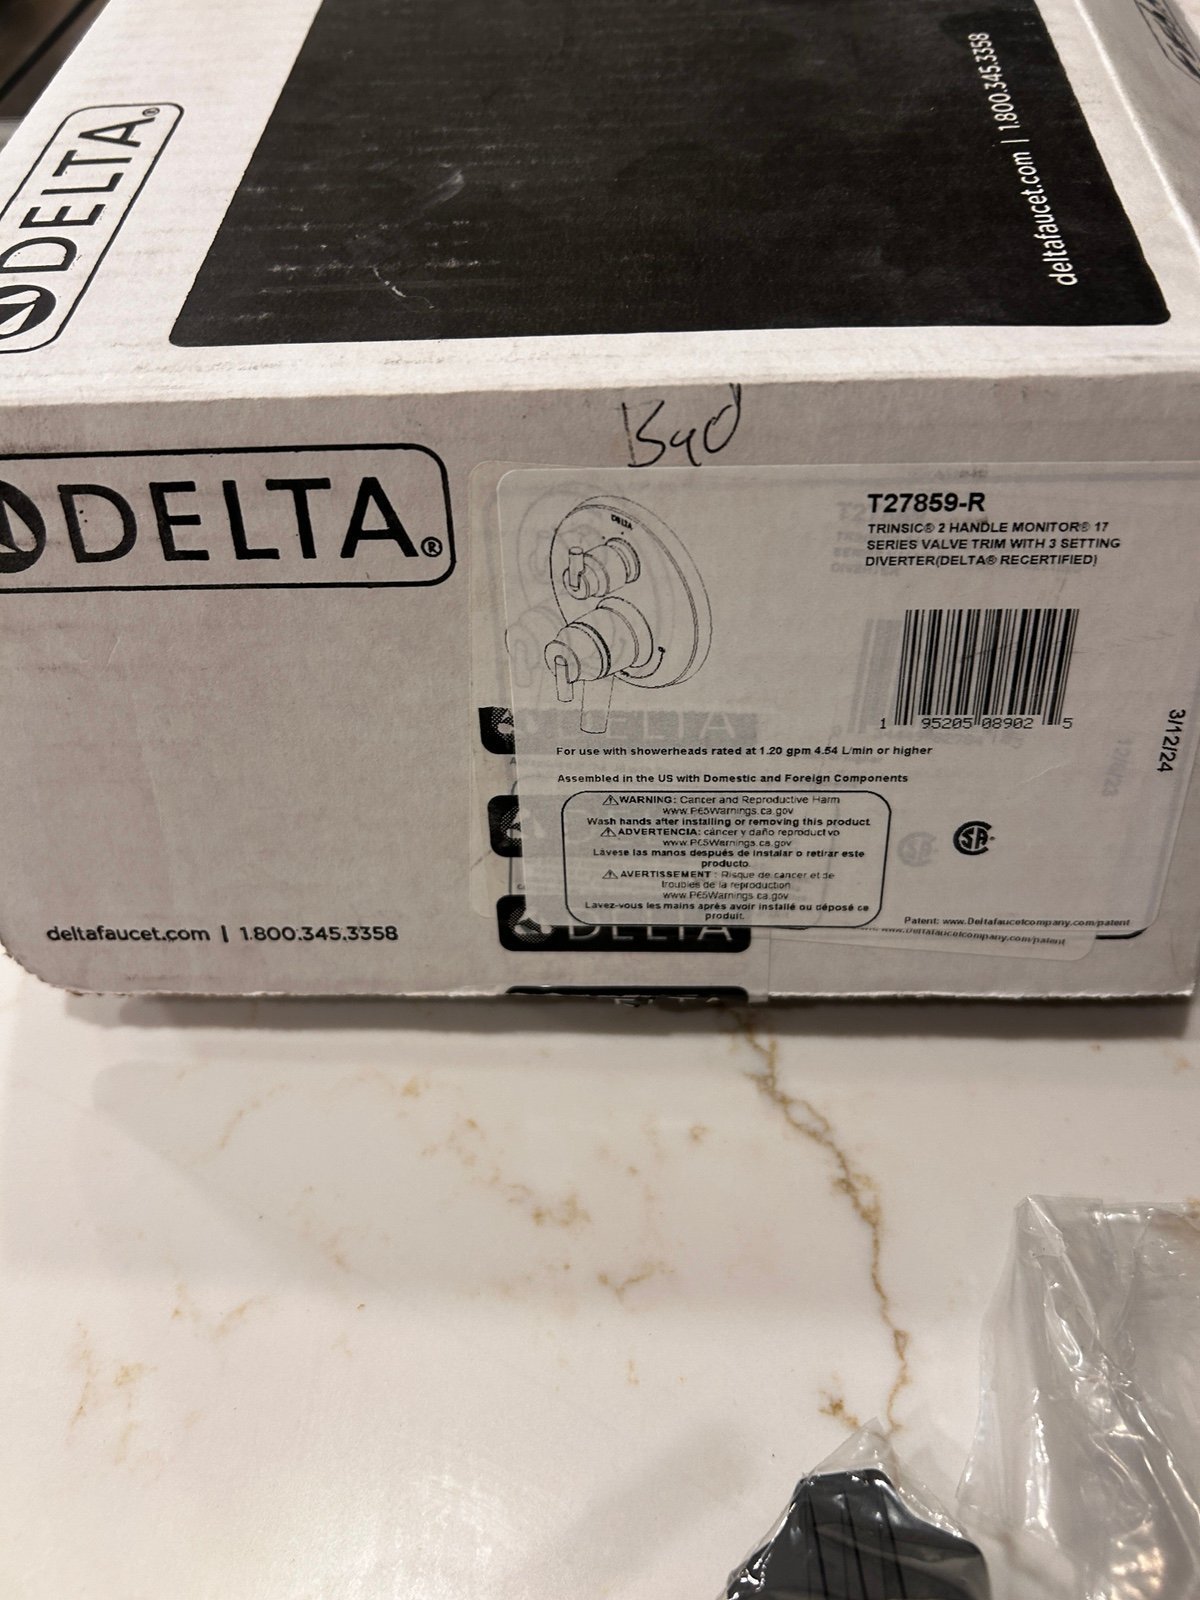 DELTA®
deltafaucet.com | 1.800.345.3358
DELTA®
deltafaucet.com | 1.800.345.3358
DELTA
T27859-R
TRINSIC® 2 HANDLE MONITOR® 17
SERIES VALVE TRIM WITH 3 SETTING
DIVERTER(DELTA® RECERTIFIED)
1 95205 08902 5
3/12/24
For use with showerheads rated at 1.20 gpm 4.54 L/min or higher
Assembled in the US with Domestic and Foreign Components
⚠WARNING: Cancer and Reproductive Harm
www.P65Warnings.ca.gov
Wash hands after installing or removing this product
⚠ADVERTENCIA: cáncer y daño reproductivo
www.P65Warnings.ca.gov
Lávese las manos después de instalar o retirar este
producto.
⚠AVERTISSEMENT : Risque de cancer et de
troubles de la reproduction
www.P65Warnings.ca.gov
Lavez-vous les mains après avoir installé ou déposé ce
produit.
SA
Patent: www.Deltafaucetcompany.com/patent
www.Deltafaucetcompany.com/patent
DELTA